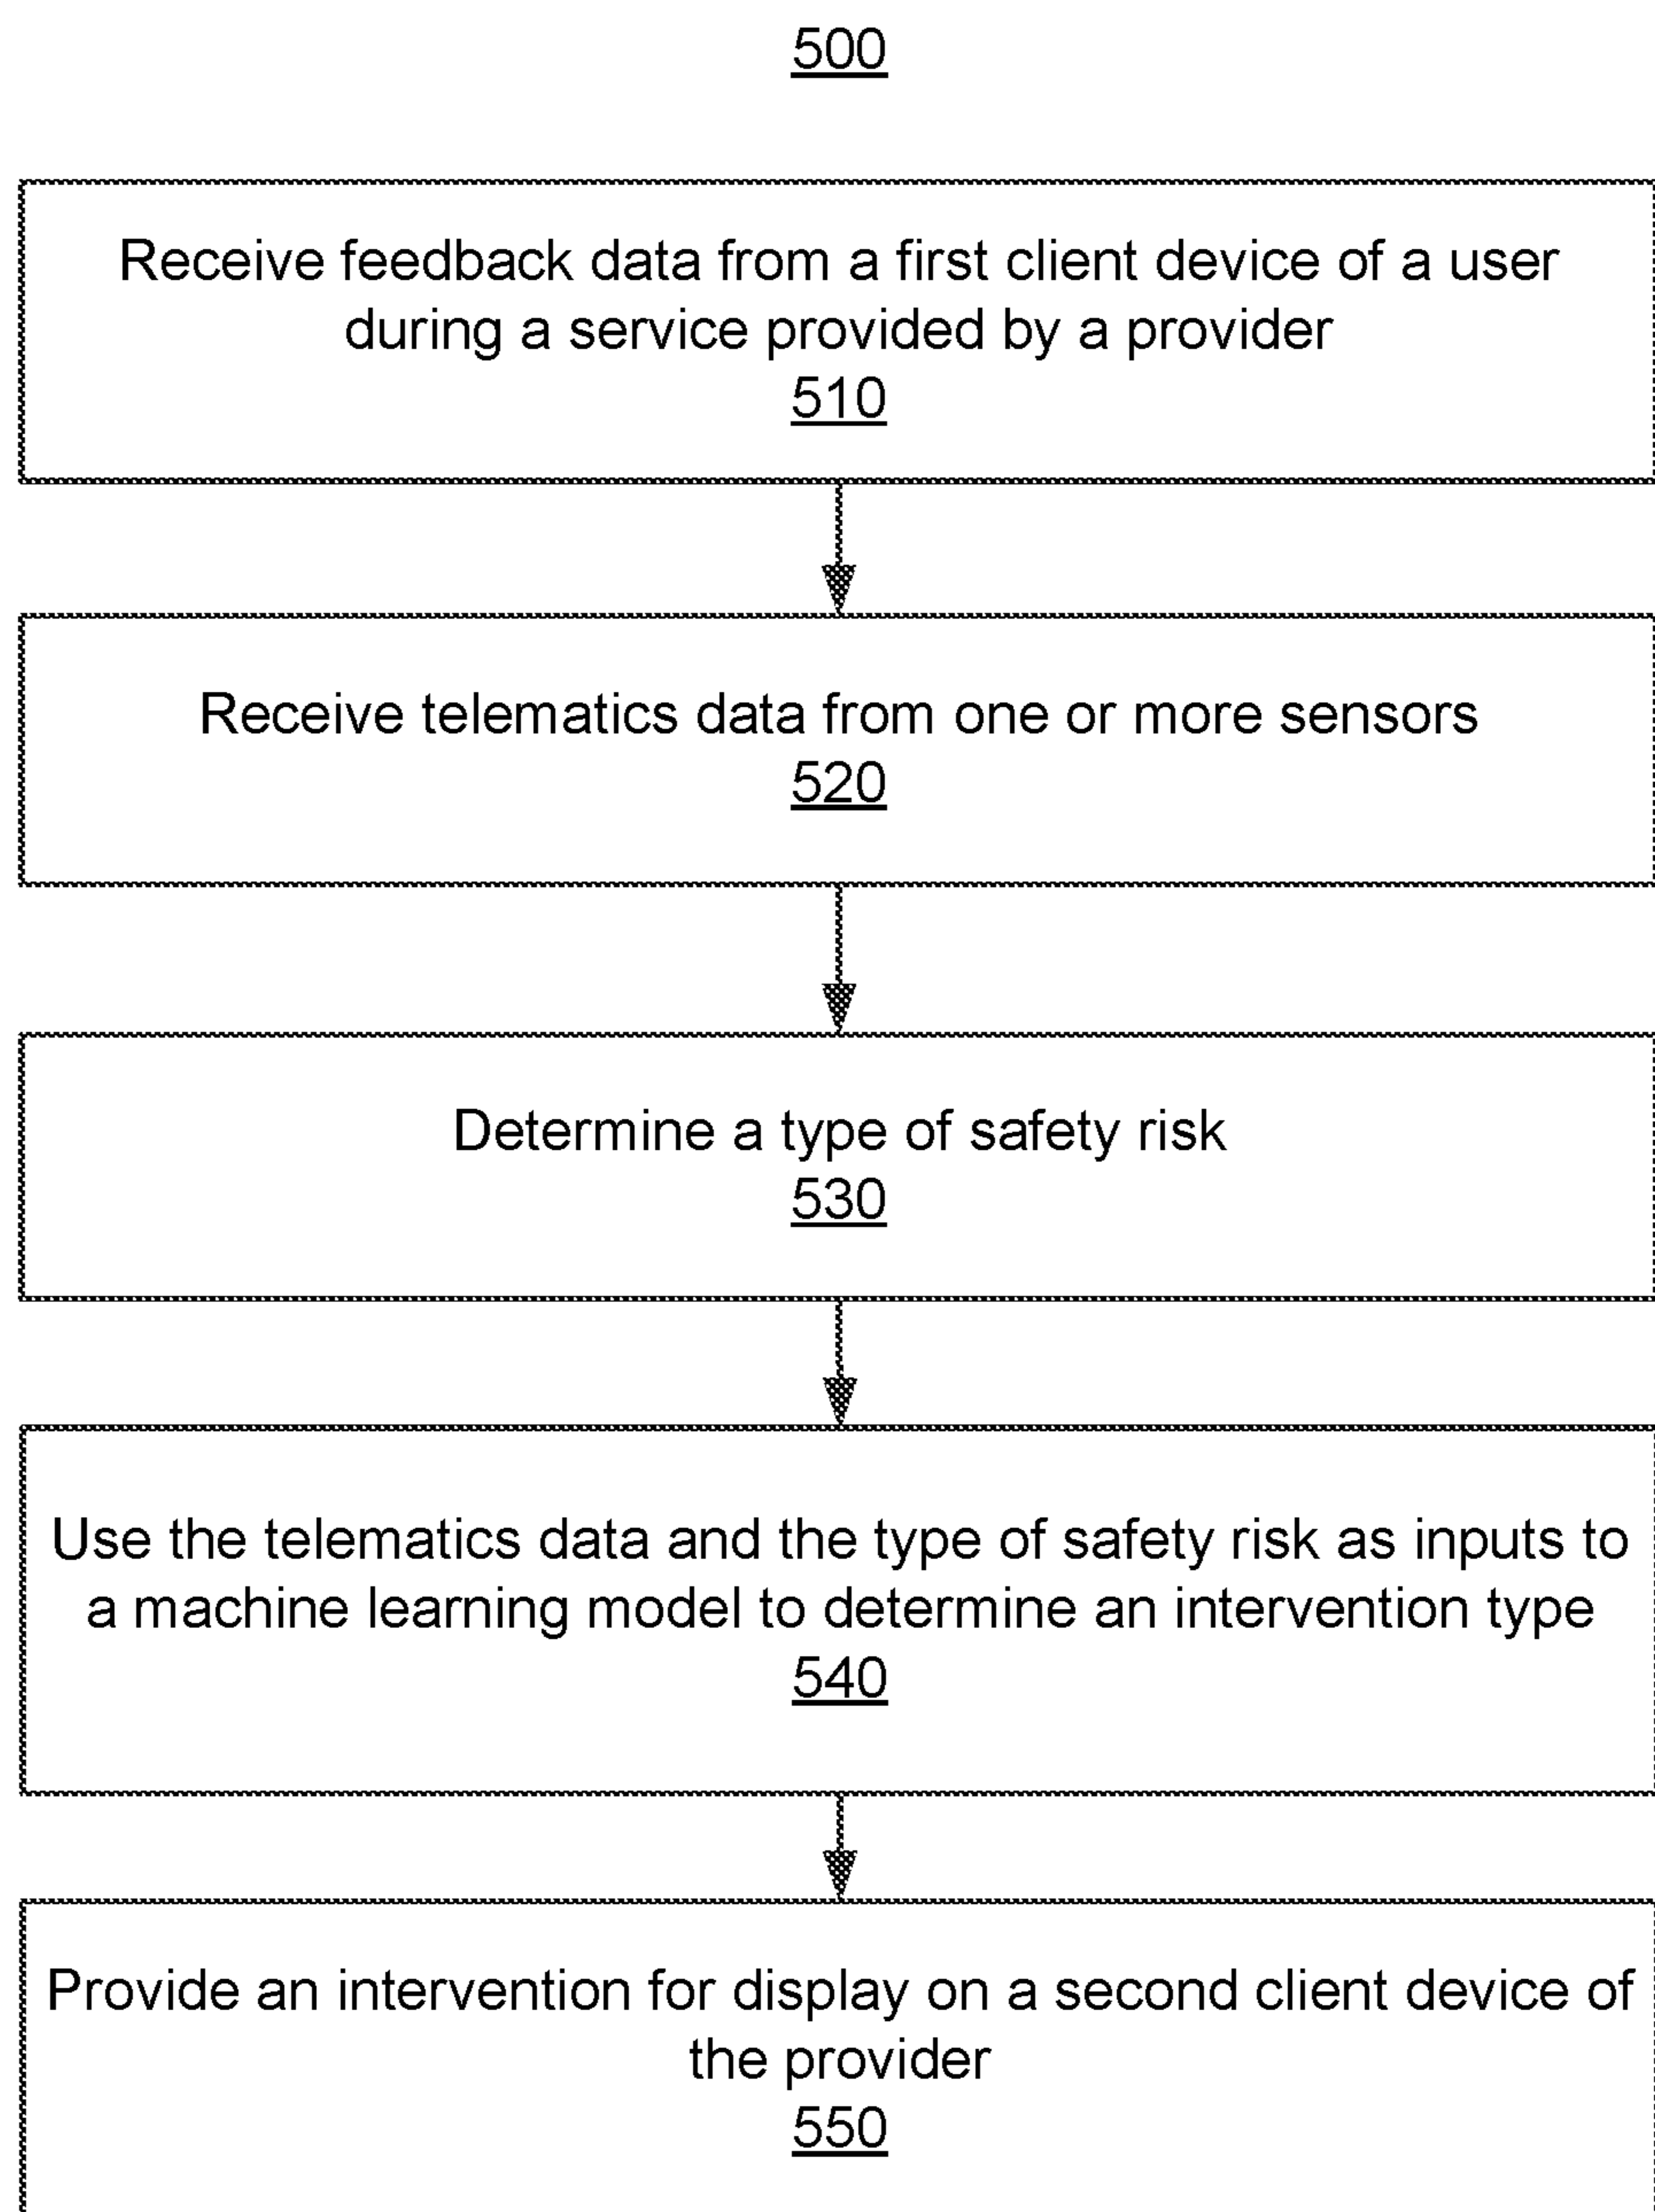 500
Receive feedback data from a first client device of a user
during a service provided by a provider
510
Receive telematics data from one or more sensors
520
Determine a type of safety risk
530
Use the telematics data and the type of safety risk as inputs to
a machine learning model to determine an intervention type
540
Provide an intervention for display on a second client device of
the provider
550